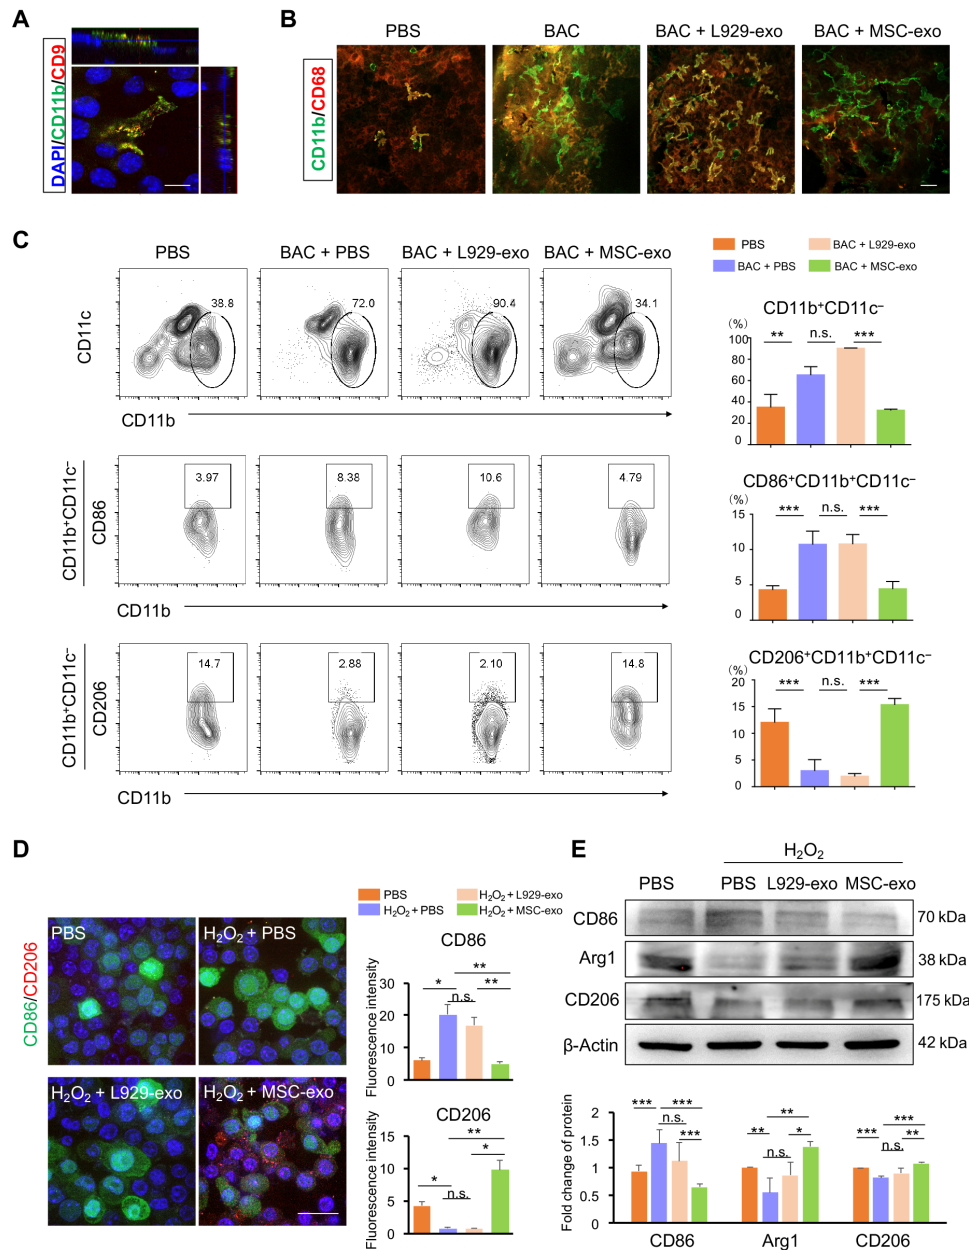 A
DAPI/CD11b/CD9
B
PBS
BAC
BAC + L929-exo
BAC + MSC-exo
CD11b/CD68
C
PBS
BAC + PBS
BAC + L929-exo
BAC + MSC-exo
CD11c
38.8
72.0
90.4
34.1
CD11b
CD11b⁺CD11c⁻
CD86
3.97
8.38
10.6
4.79
CD11b
CD11b⁺CD11c⁻
CD206
14.7
2.88
2.10
14.8
CD11b
PBS
BAC + L929-exo
BAC + PBS
BAC + MSC-exo
CD11b⁺CD11c⁻
(%)
** n.s. ***
100
80
60
40
20
0
CD86⁺CD11b⁺CD11c⁻
(%)
*** n.s. ***
15
10
5
0
CD206⁺CD11b⁺CD11c⁻
(%)
*** n.s. ***
20
15
10
5
0
D
CD86/CD206
PBS
H₂O₂ + PBS
H₂O₂ + L929-exo
H₂O₂ + MSC-exo
PBS
H₂O₂ + L929-exo
H₂O₂ + PBS
H₂O₂ + MSC-exo
CD86
Fluorescence intensity
30
20
10
0
**
* n.s. **
CD206
Fluorescence intensity
15
10
5
0
**
*
* n.s.
E
H₂O₂
PBS
PBS
L929-exo
MSC-exo
CD86
70 kDa
Arg1
38 kDa
CD206
175 kDa
β-Actin
42 kDa
Fold change of protein
2
1.5
1
0.5
0
*** ***
n.s.
***
**
** *
n.s.
***
*** **
n.s.
CD86
Arg1
CD206